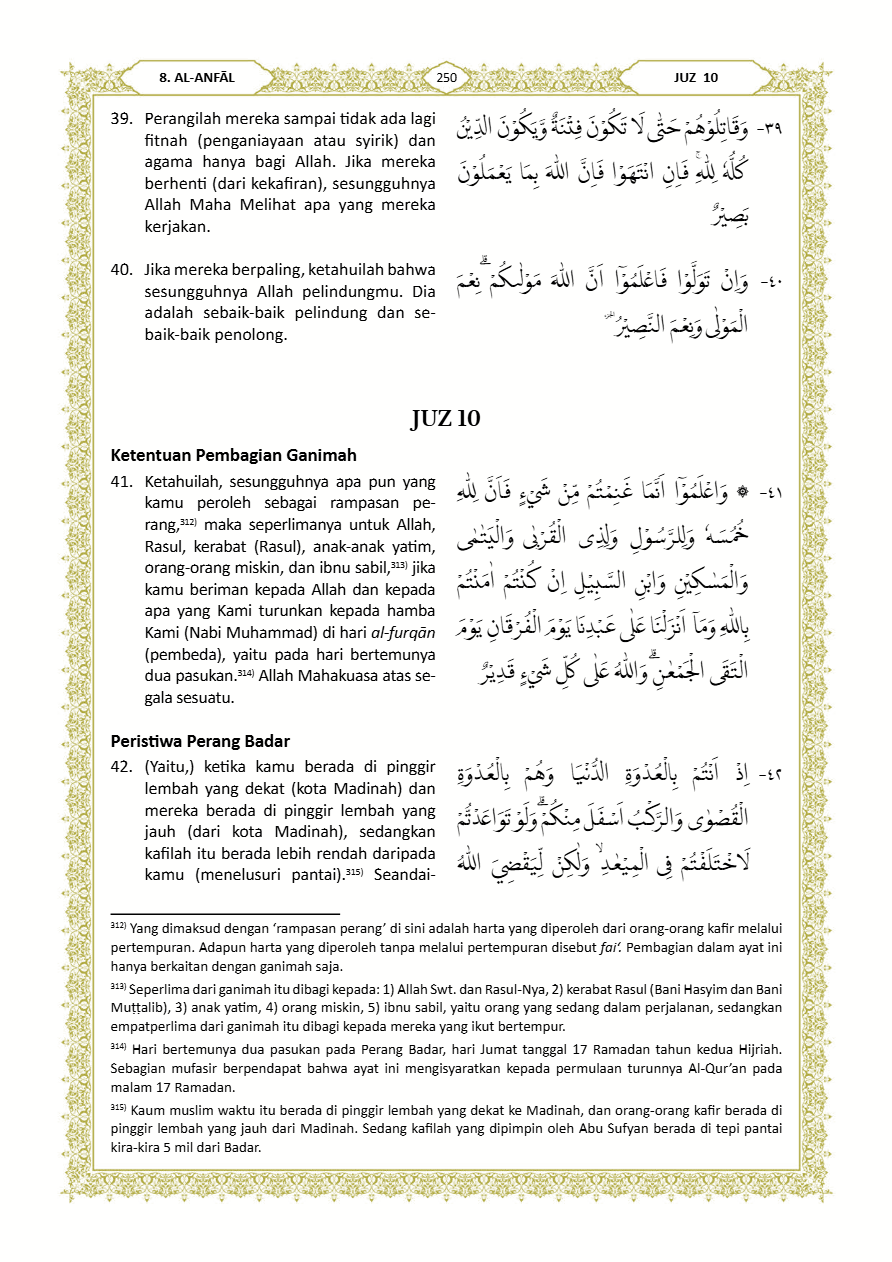 8. AL-ANFĀL
250
JUZ 10
39. Perangilah mereka sampai tidak ada lagi
fitnah (penganiayaan atau syirik) dan
agama hanya bagi Allah. Jika mereka
berhenti (dari kekafiran), sesungguhnya
Allah Maha Melihat apa yang mereka
kerjakan.
٣٩- وَقَاتِلُوْهُمْ حَتّٰى لَا تَكُوْنَ فِتْنَةٌ وَّيَكُوْنَ الدِّيْنُ
كُلُّهٗ لِلّٰهِۚ فَاِنِ انْتَهَوْا فَاِنَّ اللّٰهَ بِمَا يَعْمَلُوْنَ
بَصِيْرٌ
40. Jika mereka berpaling, ketahuilah bahwa
sesungguhnya Allah pelindungmu. Dia
adalah sebaik-baik pelindung dan se-
baik-baik penolong.
٤٠- وَاِنْ تَوَلَّوْا فَاعْلَمُوْٓا اَنَّ اللّٰهَ مَوْلٰىكُمْۗ نِعْمَ
الْمَوْلٰى وَنِعْمَ النَّصِيْرُ
JUZ 10
Ketentuan Pembagian Ganimah
41. Ketahuilah, sesungguhnya apa pun yang
kamu peroleh sebagai rampasan pe-
rang,312) maka seperlimanya untuk Allah,
Rasul, kerabat (Rasul), anak-anak yatim,
orang-orang miskin, dan ibnu sabil,313) jika
kamu beriman kepada Allah dan kepada
apa yang Kami turunkan kepada hamba
Kami (Nabi Muhammad) di hari al-furqān
(pembeda), yaitu pada hari bertemunya
dua pasukan.314) Allah Mahakuasa atas se-
gala sesuatu.
٤١- ۞ وَاعْلَمُوْٓا اَنَّمَا غَنِمْتُمْ مِّنْ شَيْءٍ فَاَنَّ لِلّٰهِ
خُمُسَهٗ وَلِلرَّسُوْلِ وَلِذِى الْقُرْبٰى وَالْيَتٰمٰى
وَالْمَسٰكِيْنِ وَابْنِ السَّبِيْلِ اِنْ كُنْتُمْ اٰمَنْتُمْ
بِاللّٰهِ وَمَآ اَنْزَلْنَا عَلٰى عَبْدِنَا يَوْمَ الْفُرْقَانِ يَوْمَ
الْتَقَى الْجَمْعٰنِۗ وَاللّٰهُ عَلٰى كُلِّ شَيْءٍ قَدِيْرٌ
Peristiwa Perang Badar
42. (Yaitu,) ketika kamu berada di pinggir
lembah yang dekat (kota Madinah) dan
mereka berada di pinggir lembah yang
jauh (dari kota Madinah), sedangkan
kafilah itu berada lebih rendah daripada
kamu (menelusuri pantai).315) Seandai-
٤٢- اِذْ اَنْتُمْ بِالْعُدْوَةِ الدُّنْيَا وَهُمْ بِالْعُدْوَةِ
الْقُصْوٰى وَالرَّكْبُ اَسْفَلَ مِنْكُمْۗ وَلَوْ تَوَاعَدْتُّمْ
لَاخْتَلَفْتُمْ فِى الْمِيْعٰدِۙ وَلٰكِنْ لِّيَقْضِيَ اللّٰهُ
312) Yang dimaksud dengan ‘rampasan perang’ di sini adalah harta yang diperoleh dari orang-orang kafir melalui
pertempuran. Adapun harta yang diperoleh tanpa melalui pertempuran disebut fai‘. Pembagian dalam ayat ini
hanya berkaitan dengan ganimah saja.
313) Seperlima dari ganimah itu dibagi kepada: 1) Allah Swt. dan Rasul-Nya, 2) kerabat Rasul (Bani Hasyim dan Bani
Muṭṭalib), 3) anak yatim, 4) orang miskin, 5) ibnu sabil, yaitu orang yang sedang dalam perjalanan, sedangkan
empatperlima dari ganimah itu dibagi kepada mereka yang ikut bertempur.
314) Hari bertemunya dua pasukan pada Perang Badar, hari Jumat tanggal 17 Ramadan tahun kedua Hijriah.
Sebagian mufasir berpendapat bahwa ayat ini mengisyaratkan kepada permulaan turunnya Al-Qur’an pada
malam 17 Ramadan.
315) Kaum muslim waktu itu berada di pinggir lembah yang dekat ke Madinah, dan orang-orang kafir berada di
pinggir lembah yang jauh dari Madinah. Sedang kafilah yang dipimpin oleh Abu Sufyan berada di tepi pantai
kira-kira 5 mil dari Badar.